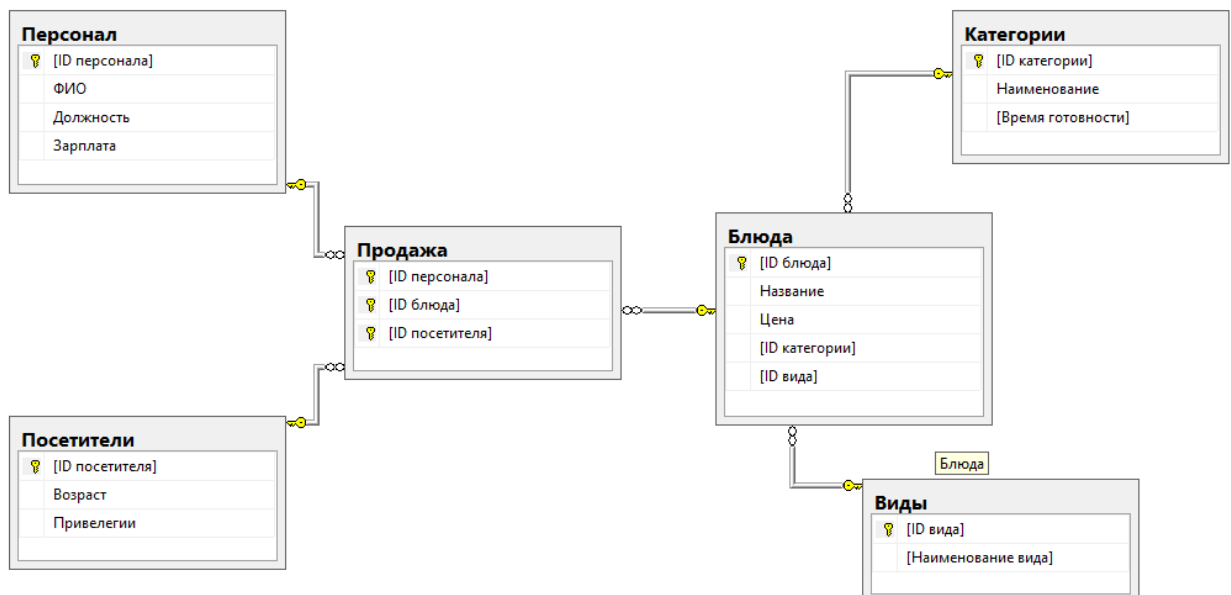 Персонал
[ID персонала]
ФИО
Должность
Зарплата
Категории
[ID категории]
Наименование
[Время готовности]
Продажа
[ID персонала]
[ID блюда]
[ID посетителя]
Блюда
[ID блюда]
Название
Цена
[ID категории]
[ID вида]
Посетители
[ID посетителя]
Возраст
Привелегии
Блюда
Виды
[ID вида]
[Наименование вида]